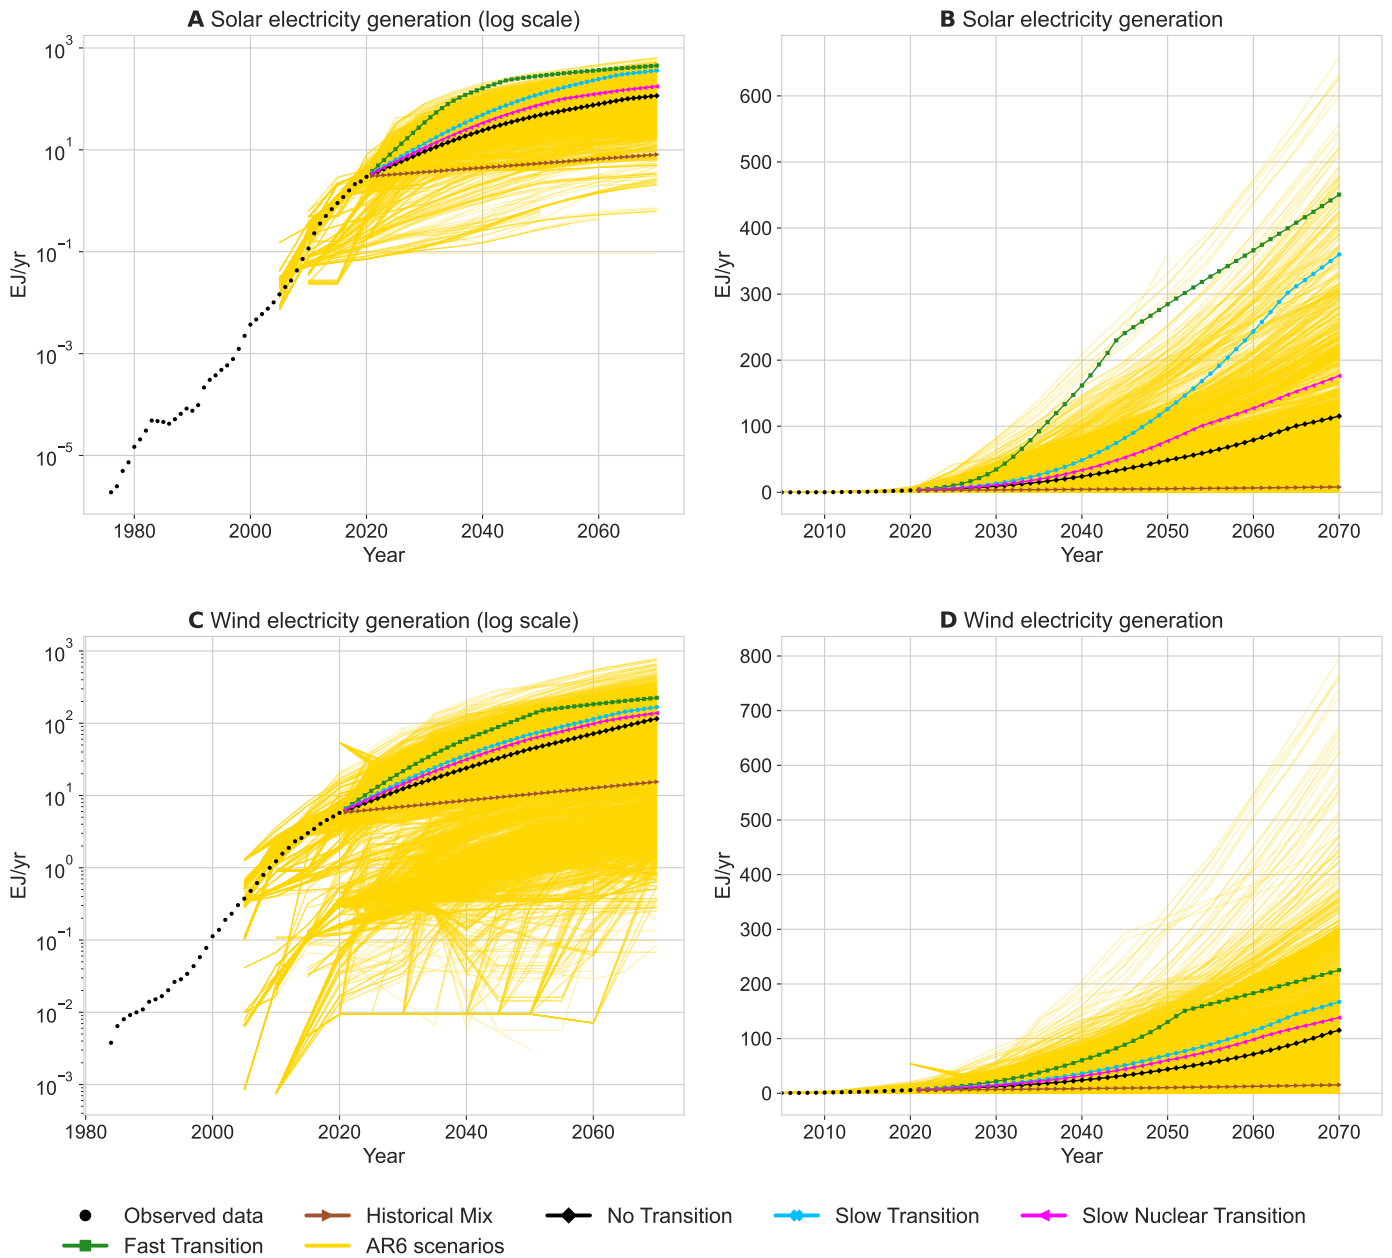 A Solar electricity generation (log scale)
10^3
10^1
10^−1
10^−3
10^−5
EJ/yr
1980 2000 2020 2040 2060
Year
B Solar electricity generation
600
500
400
300
200
100
0
EJ/yr
2010 2020 2030 2040 2050 2060 2070
Year
C Wind electricity generation (log scale)
10^3
10^2
10^1
10^0
10^−1
10^−2
10^−3
EJ/yr
1980 2000 2020 2040 2060
Year
D Wind electricity generation
800
700
600
500
400
300
200
100
0
EJ/yr
2010 2020 2030 2040 2050 2060 2070
Year
Observed data Historical Mix No Transition Slow Transition Slow Nuclear Transition
Fast Transition AR6 scenarios